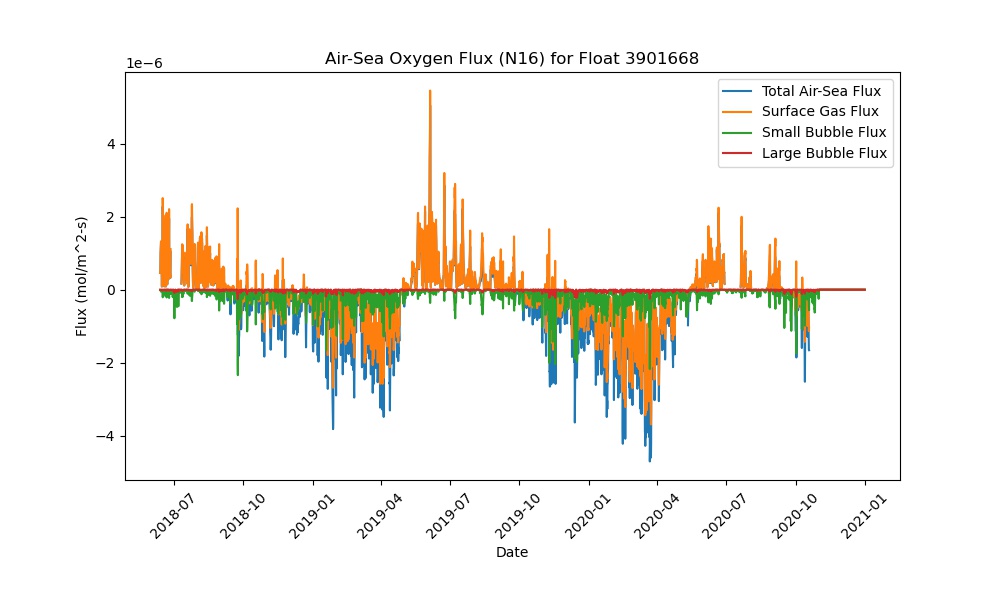 Air-Sea Oxygen Flux (N16) for Float 3901668
1e−6
Total Air-Sea Flux
Surface Gas Flux
Small Bubble Flux
Large Bubble Flux
4
2
0
−2
−4
Flux (mol/m^2-s)
2018-07
2018-10
2019-01
2019-04
2019-07
2019-10
2020-01
2020-04
2020-07
2020-10
2021-01
Date